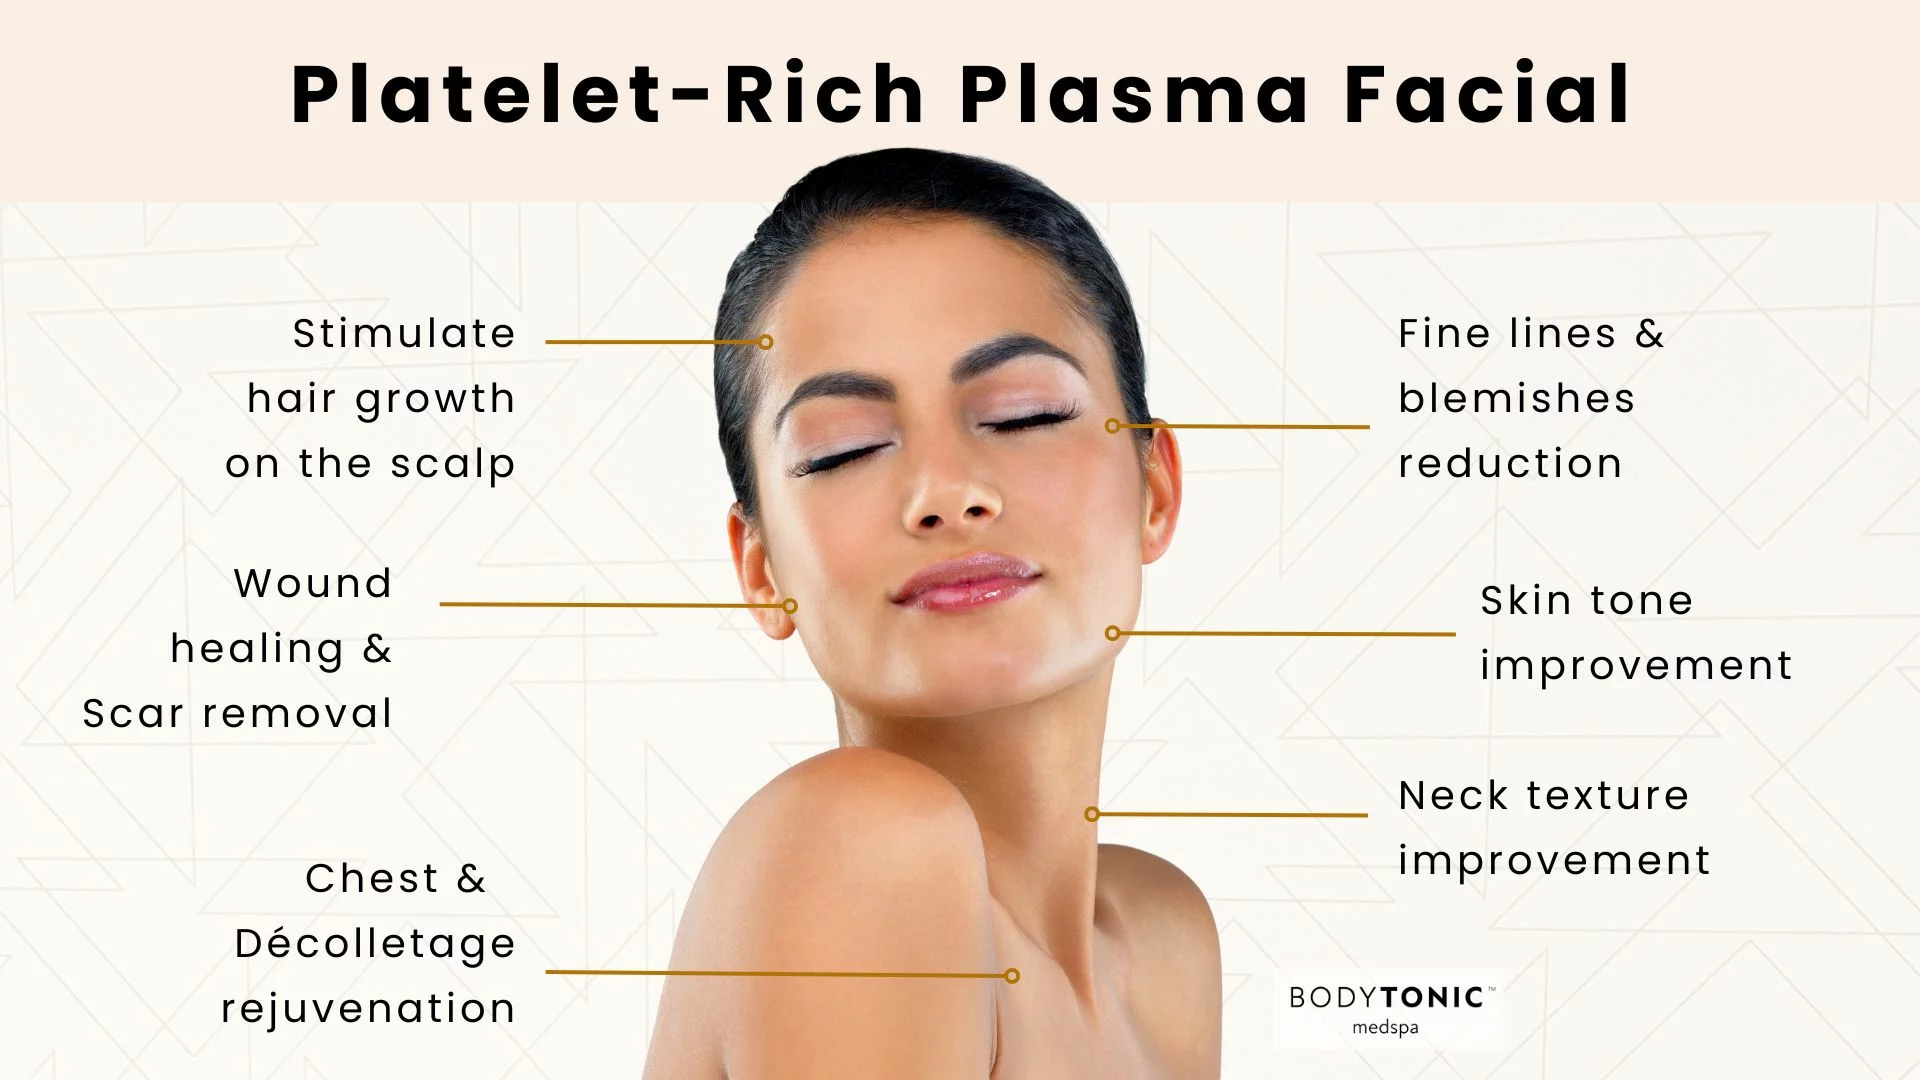 Platelet-Rich Plasma Facial
Stimulate
hair growth
on the scalp
Wound
healing &
Scar removal
Chest &
Décolletage
rejuvenation
Fine lines &
blemishes
reduction
Skin tone
improvement
Neck texture
improvement
BODYTONIC™
medspa